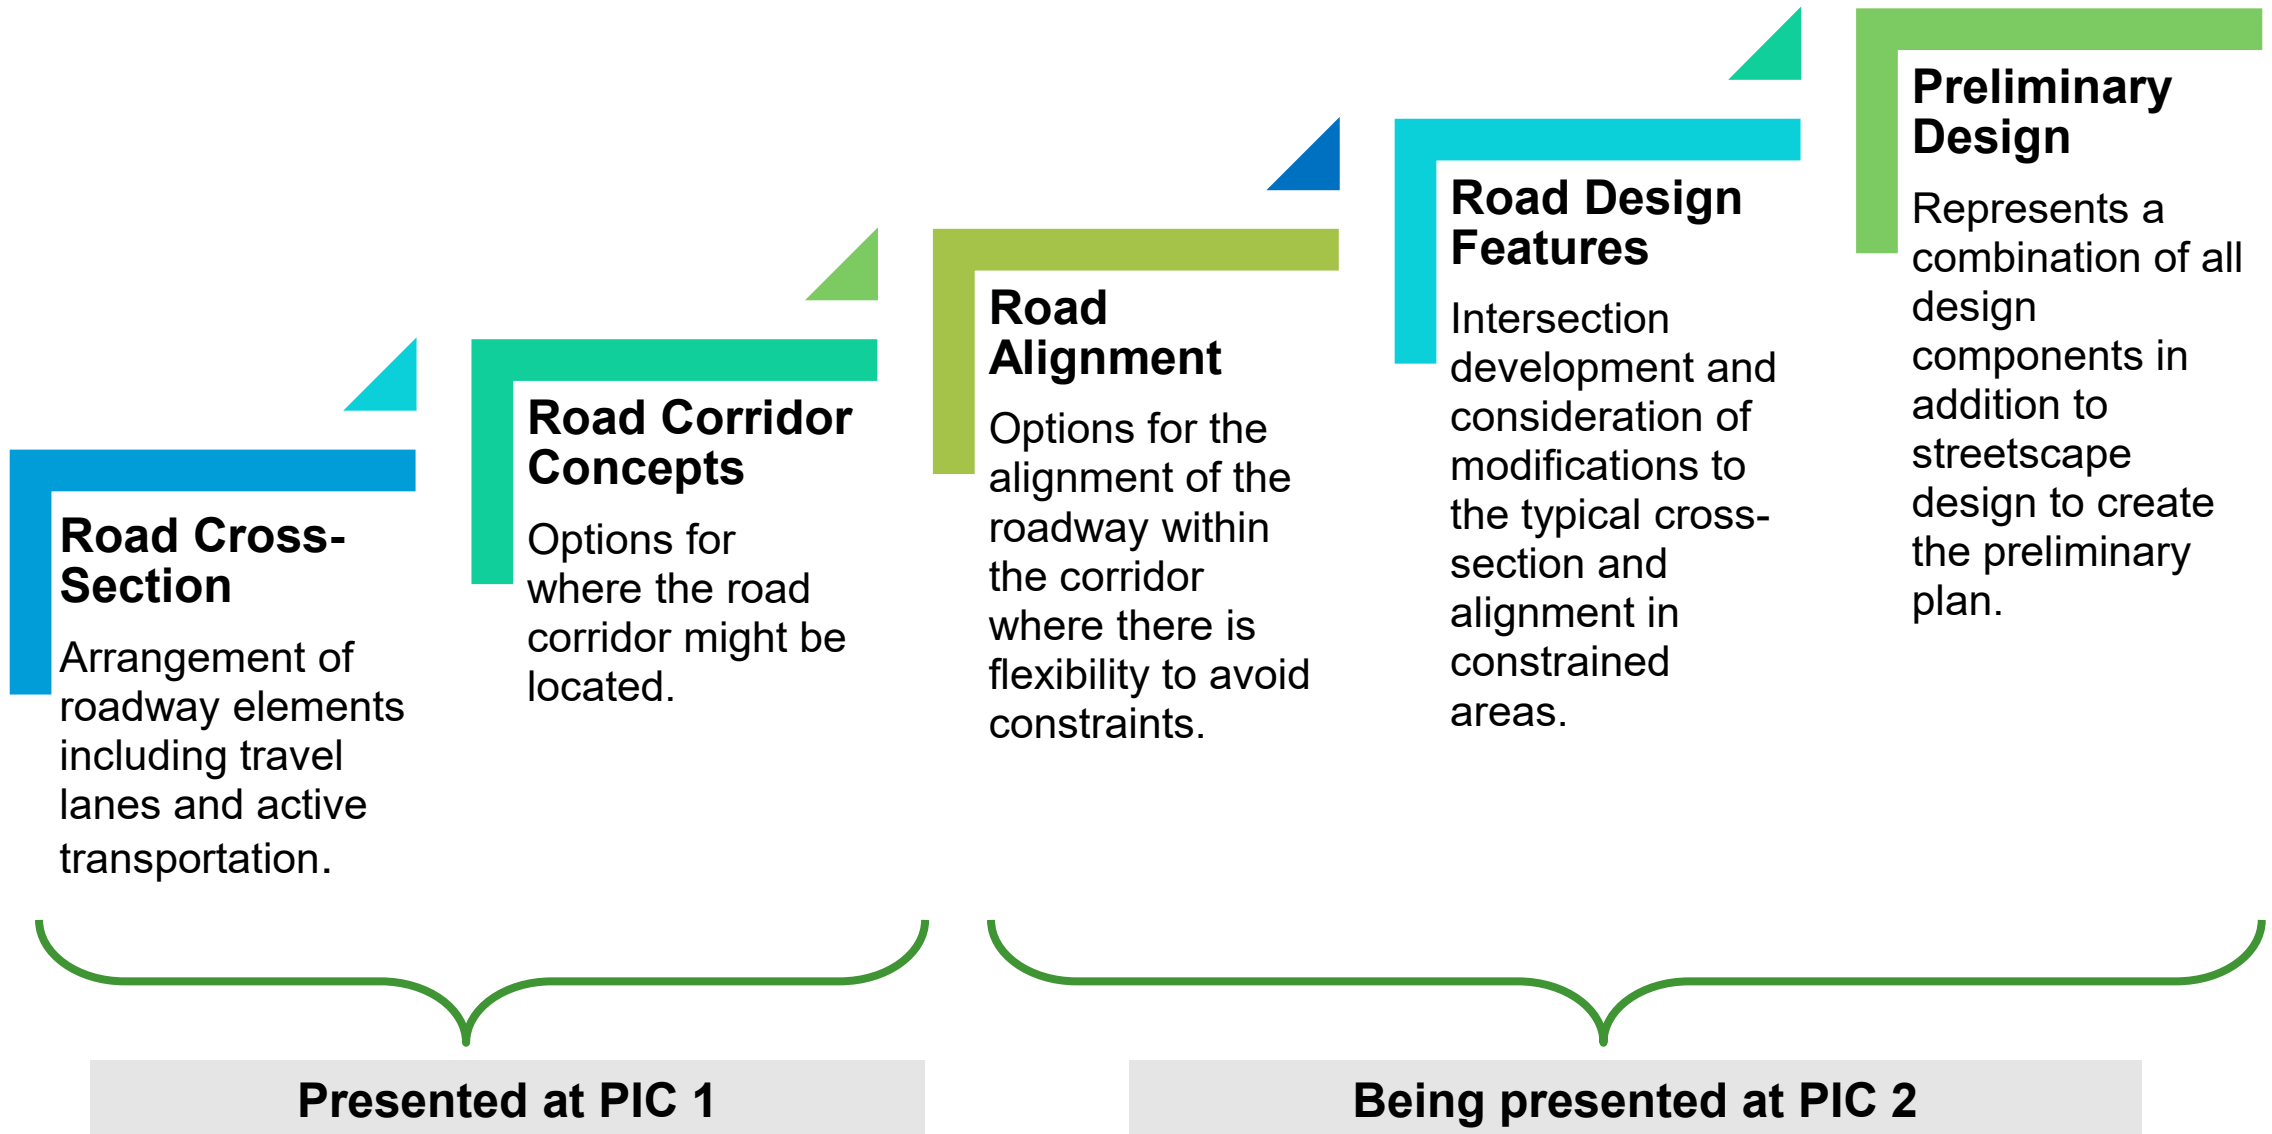 Road Cross-
Section
Arrangement of
roadway elements
including travel
lanes and active
transportation.
Road Corridor
Concepts
Options for
where the road
corridor might be
located.
Road
Alignment
Options for the
alignment of the
roadway within
the corridor
where there is
flexibility to avoid
constraints.
Road Design
Features
Intersection
development and
consideration of
modifications to
the typical cross-
section and
alignment in
constrained
areas.
Preliminary
Design
Represents a
combination of all
design
components in
addition to
streetscape
design to create
the preliminary
plan.
Presented at PIC 1
Being presented at PIC 2